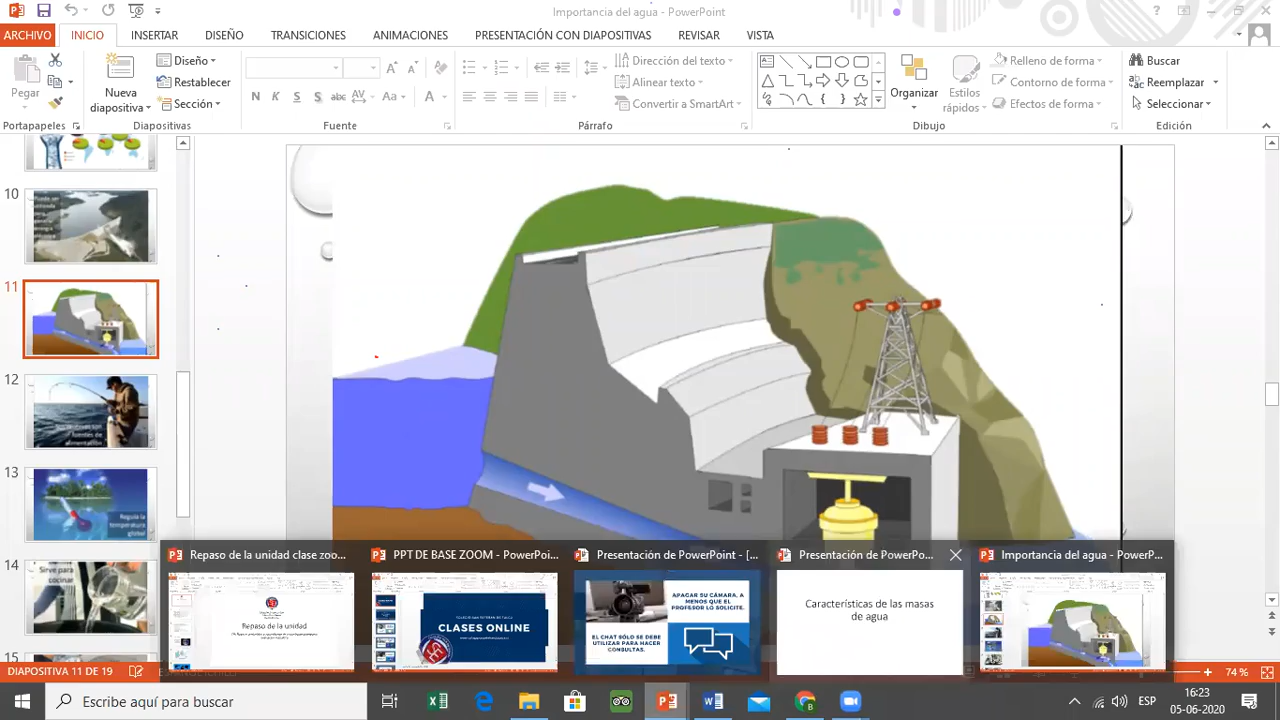 Importancia del agua - PowerPoint
ARCHIVO INICIO INSERTAR DISEÑO TRANSICIONES ANIMACIONES PRESENTACIÓN CON DIAPOSITIVAS REVISAR VISTA
Pegar
Nueva diapositiva
Diseño
Restablecer
Sección
N K S S abc AV Aa A
Dirección del texto
Alinear texto
Convertir a SmartArt
Organizar
Estilos rápidos
Relleno de forma
Contorno de forma
Efectos de forma
Buscar
Reemplazar
Seleccionar
Portapapeles Diapositivas Fuente Párrafo Dibujo Edición
10
11
12
fuentes de
alimentación
13
Regula la
temperatura
global
14
Sirve para
cocinar
15
Repaso de la unidad clase zoo...
PPT DE BASE ZOOM - PowerPoi...
Presentación de PowerPoint - [...
Presentación de PowerPo...
Importancia del agua - PowerP...
Repaso de la unidad
CLASES ONLINE
APAGAR SU CÁMARA, A
MENOS QUE EL
PROFESOR LO SOLICITE.
EL CHAT SÓLO SE DEBE
UTILIZAR PARA HACER
CONSULTAS.
Características de las masas
de agua
DIAPOSITIVA 11 DE 19
74 %
Escribe aquí para buscar
ESP
16:23
05-06-2020